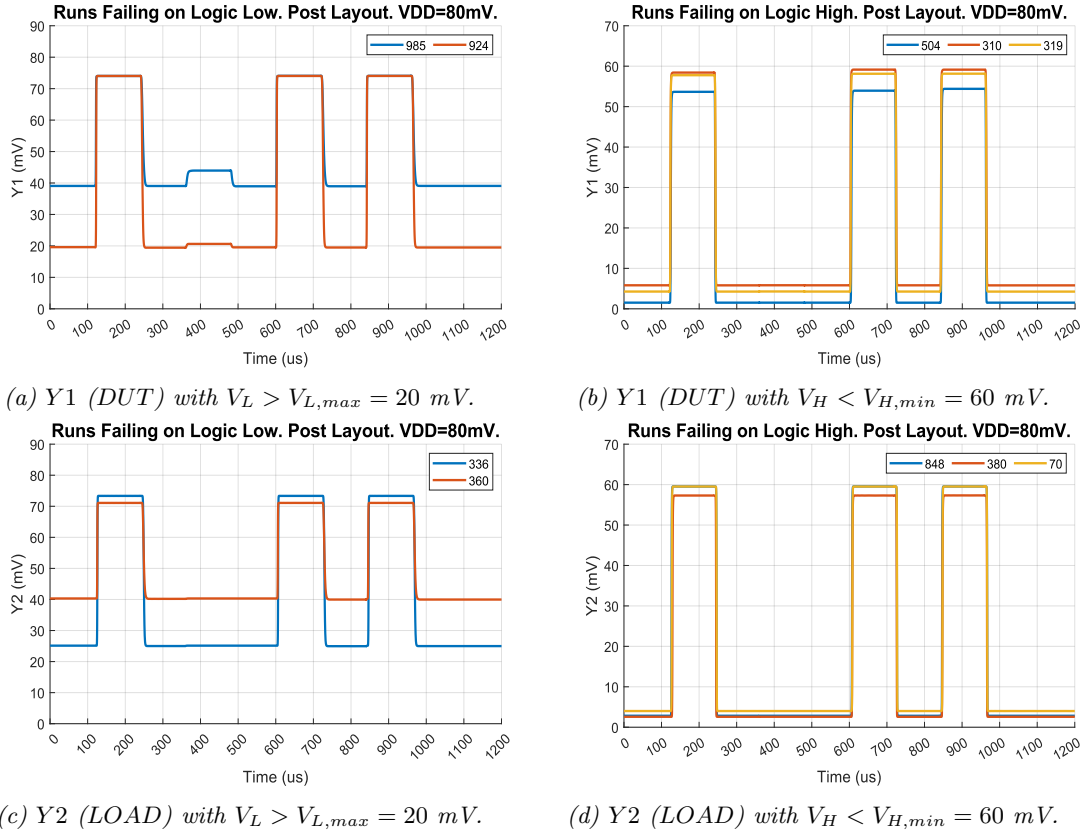 Runs Failing on Logic Low. Post Layout. VDD=80mV.
985 924
90
80
70
60
50
40
30
20
10
0
Y1 (mV)
0 100 200 300 400 500 600 700 800 900 1000 1100 1200
Time (us)
(a) Y1 (DUT) with V_L > V_{L,max} = 20 mV.
Runs Failing on Logic High. Post Layout. VDD=80mV.
504 310 319
70
60
50
40
30
20
10
0
Y1 (mV)
0 100 200 300 400 500 600 700 800 900 1000 1100 1200
Time (us)
(b) Y1 (DUT) with V_H < V_{H,min} = 60 mV.
Runs Failing on Logic Low. Post Layout. VDD=80mV.
336
360
90
80
70
60
50
40
30
20
10
0
Y2 (mV)
0 100 200 300 400 500 600 700 800 900 1000 1100 1200
Time (us)
(c) Y2 (LOAD) with V_L > V_{L,max} = 20 mV.
Runs Failing on Logic High. Post Layout. VDD=80mV.
848 380 70
70
60
50
40
30
20
10
0
Y2 (mV)
0 100 200 300 400 500 600 700 800 900 1000 1100 1200
Time (us)
(d) Y2 (LOAD) with V_H < V_{H,min} = 60 mV.